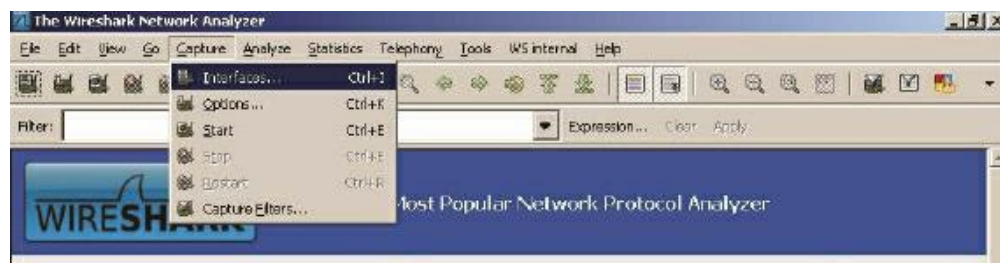 The Wireshark Network Analyzer
File Edit View Go Capture Analyze Statistics Telephony Tools WS internal Help
Interfaces... Ctrl+I
Options... Ctrl+K
Start Ctrl+E
Stop Ctrl+E
Restart Ctrl+R
Capture Filters...
Filter: Expression... Clear Apply
WIRESHARK
Most Popular Network Protocol Analyzer